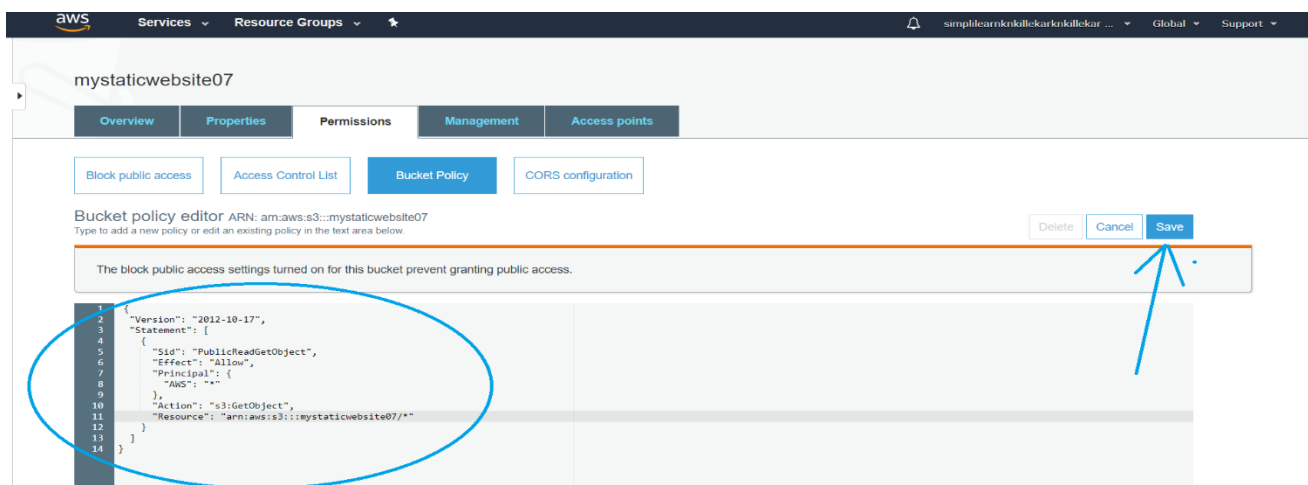 aws Services Resource Groups simplilearnknkillekarknkillekar ... Global Support
mystaticwebsite07
Overview Properties Permissions Management Access points
Block public access Access Control List Bucket Policy CORS configuration
Bucket policy editor ARN: arn:aws:s3:::mystaticwebsite07
Type to add a new policy or edit an existing policy in the text area below.
Delete Cancel Save
The block public access settings turned on for this bucket prevent granting public access.
1 {
2 "Version": "2012-10-17",
3 "Statement": [
4 {
5 "Sid": "PublicReadGetObject",
6 "Effect": "Allow",
7 "Principal": {
8 "AWS": "*"
9 },
10 "Action": "s3:GetObject",
11 "Resource": "arn:aws:s3:::mystaticwebsite07/*"
12 }
13 ]
14 }